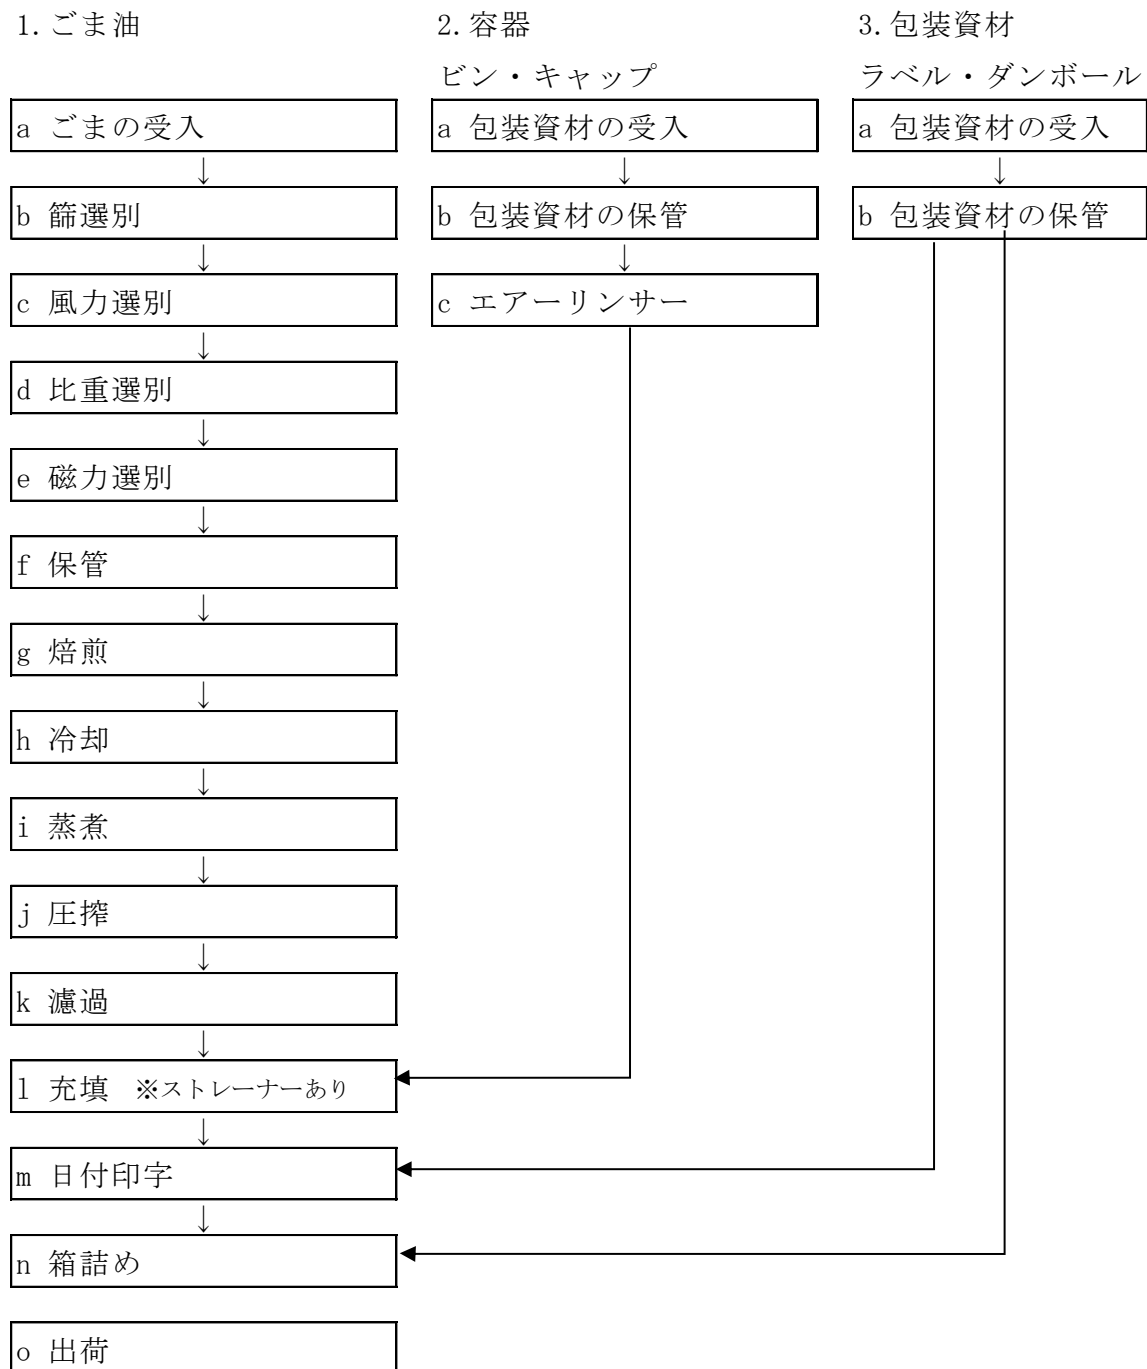 1.ごま油
2.容器
3.包装資材
ビン・キャップ
ラベル・ダンボール
a ごまの受入
a 包装資材の受入
a 包装資材の受入
↓
↓
↓
b 篩選別
b 包装資材の保管
b 包装資材の保管
↓
↓
c 風力選別
c エアーリンサー
↓
d 比重選別
↓
e 磁力選別
↓
f 保管
↓
g 焙煎
↓
h 冷却
↓
i 蒸煮
↓
j 圧搾
↓
k 濾過
↓
l 充填 ※ストレーナーあり
↓
m 日付印字
↓
n 箱詰め
o 出荷